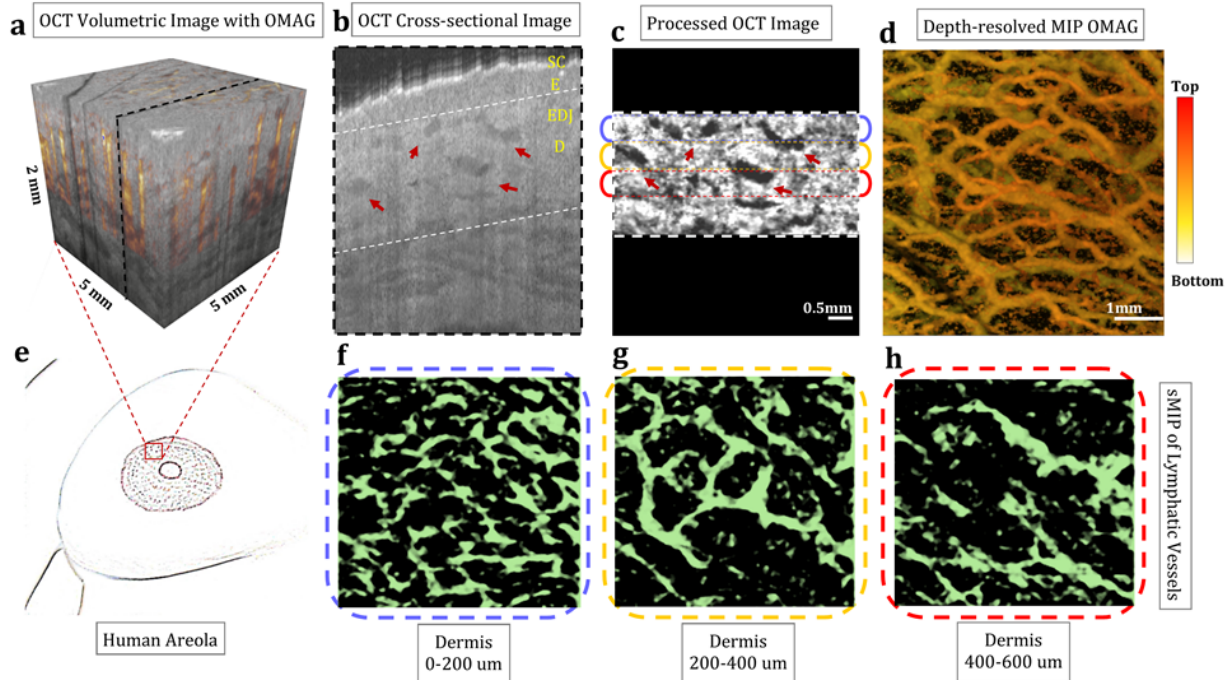 OCT Volumetric Image with OMAG
OCT Cross-sectional Image
Processed OCT Image
Depth-resolved MIP OMAG
a
b
c
d
2 mm
5 mm
5 mm
SC
E
EDJ
D
0.5mm
1mm
Top
Bottom
e
f
g
h
sMIP of Lymphatic Vessels
Human Areola
Dermis
0-200 um
Dermis
200-400 um
Dermis
400-600 um